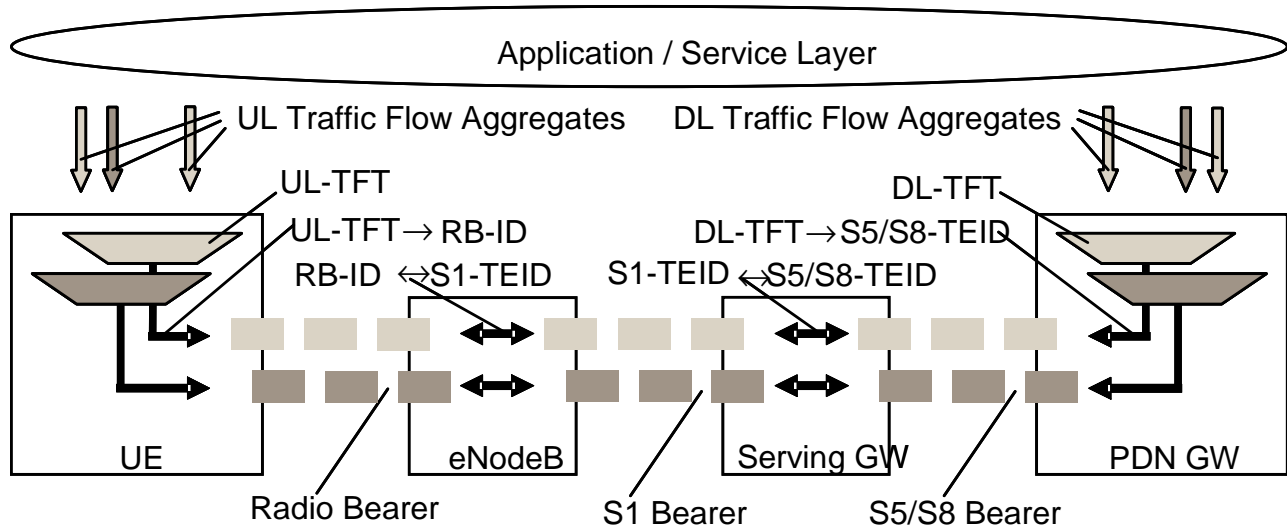 Application / Service Layer
UL Traffic Flow Aggregates
DL Traffic Flow Aggregates
UL-TFT
DL-TFT
UL-TFT → RB-ID
DL-TFT → S5/S8-TEID
RB-ID ↔ S1-TEID
S1-TEID ↔ S5/S8-TEID
UE
eNodeB
Serving GW
PDN GW
Radio Bearer
S1 Bearer
S5/S8 Bearer